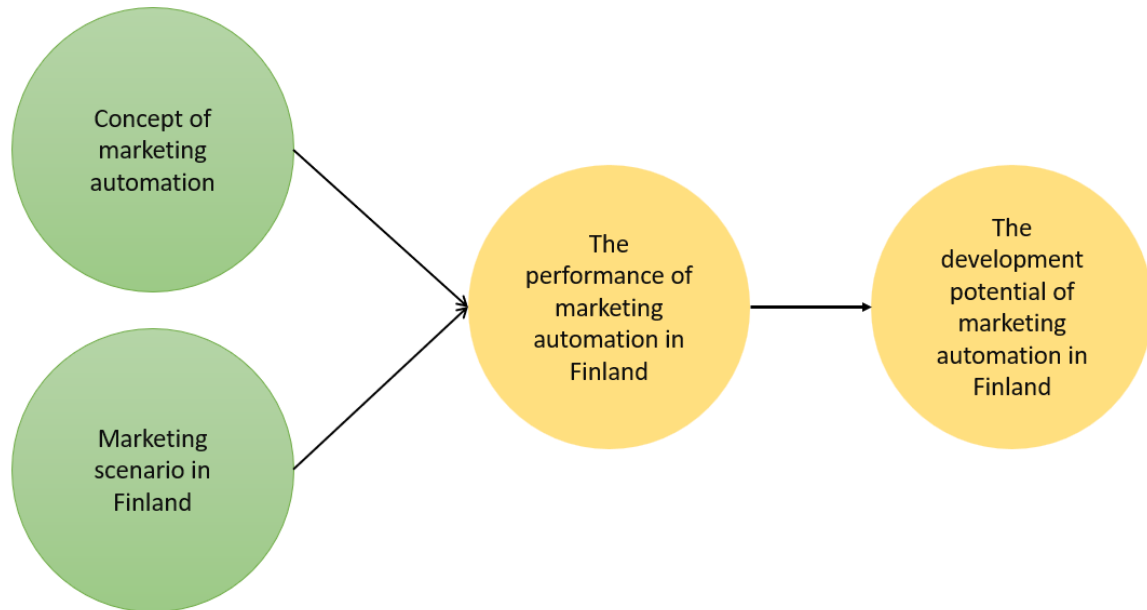 Concept of
marketing
automation
Marketing
scenario in
Finland
The
performance of
marketing
automation in
Finland
The
development
potential of
marketing
automation in
Finland